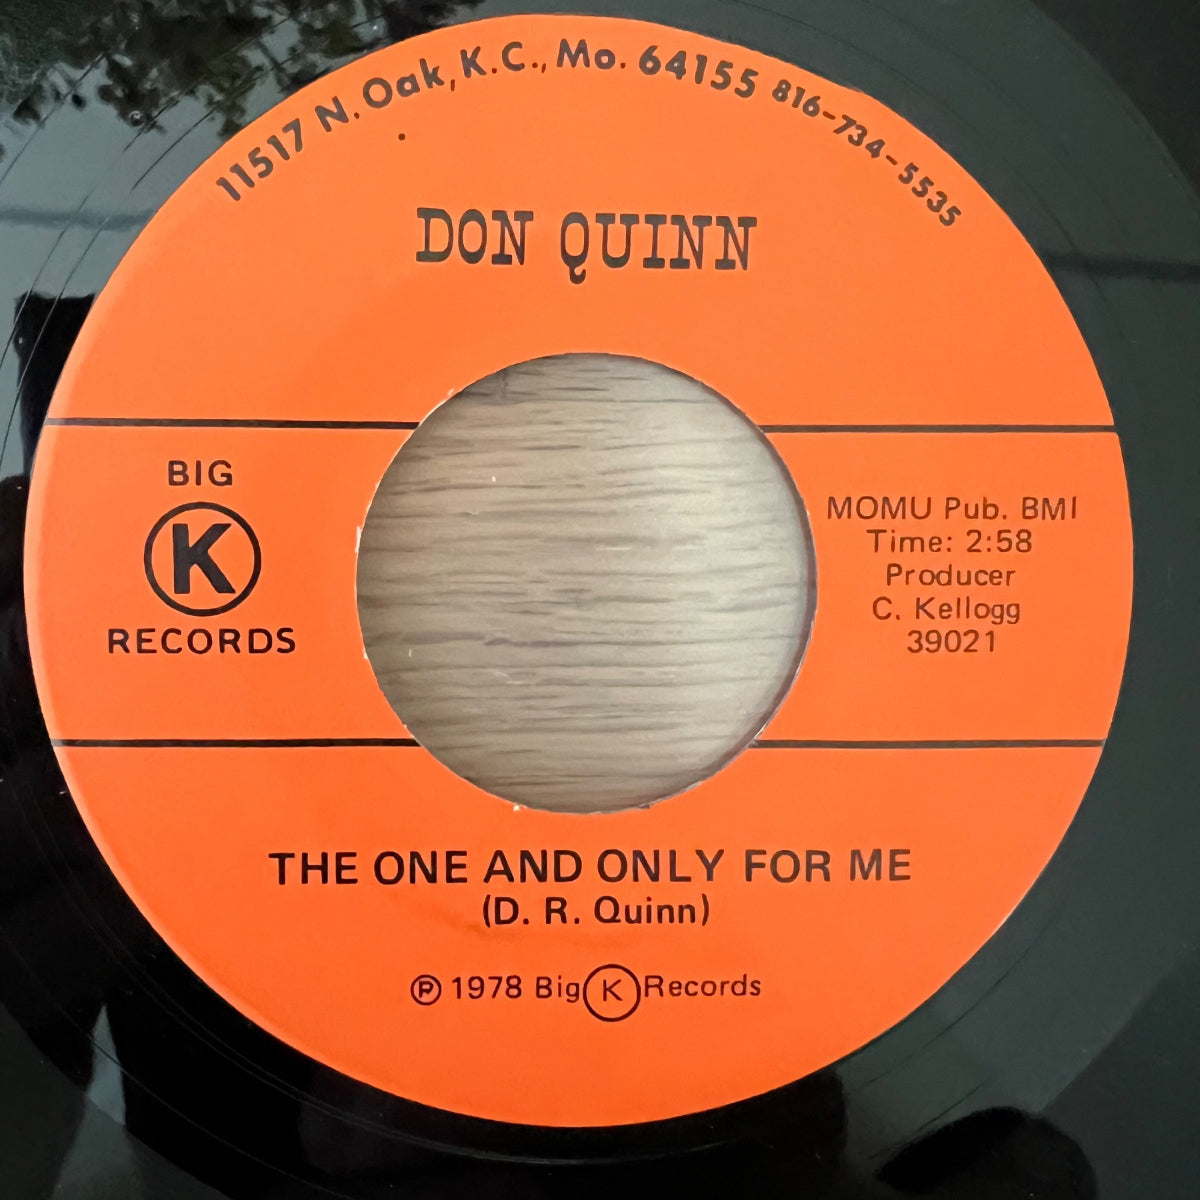 11517 N. Oak, K.C., Mo. 64155 816-734-5535
DON QUINN
BIG
K
RECORDS
MOMU Pub. BMI
Time: 2:58
Producer
C. Kellogg
39021
THE ONE AND ONLY FOR ME
(D. R. Quinn)
Ⓟ 1978 Big Ⓚ Records